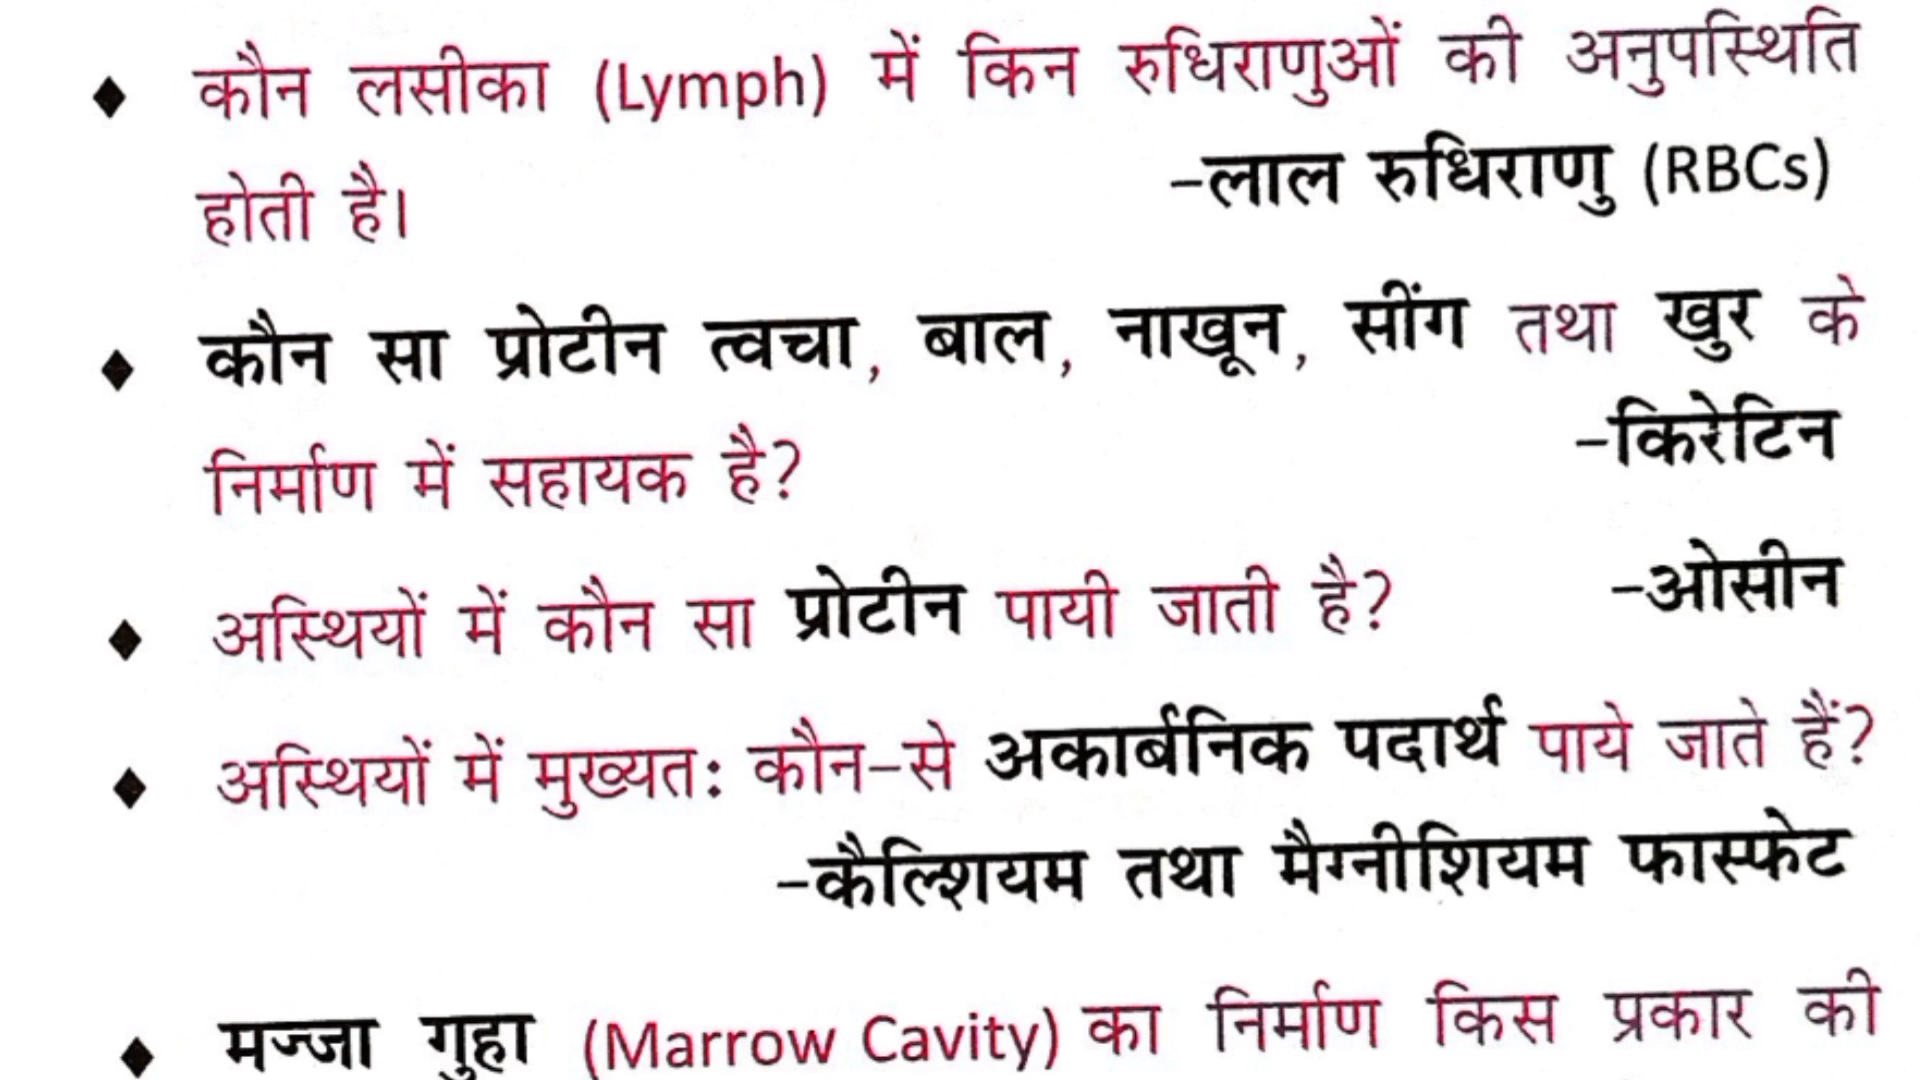 ♦ कौन लसीका (Lymph) में किन रुधिराणुओं की अनुपस्थिति
होती है। –लाल रुधिराणु (RBCs)
♦ कौन सा प्रोटीन त्वचा, बाल, नाखून, सींग तथा खुर के
निर्माण में सहायक है? –किरेटिन
♦ अस्थियों में कौन सा प्रोटीन पायी जाती है? –ओसीन
♦ अस्थियों में मुख्यत: कौन–से अकार्बनिक पदार्थ पाये जाते हैं?
–कैल्शियम तथा मैग्नीशियम फास्फेट
♦ मज्जा गुहा (Marrow Cavity) का निर्माण किस प्रकार की